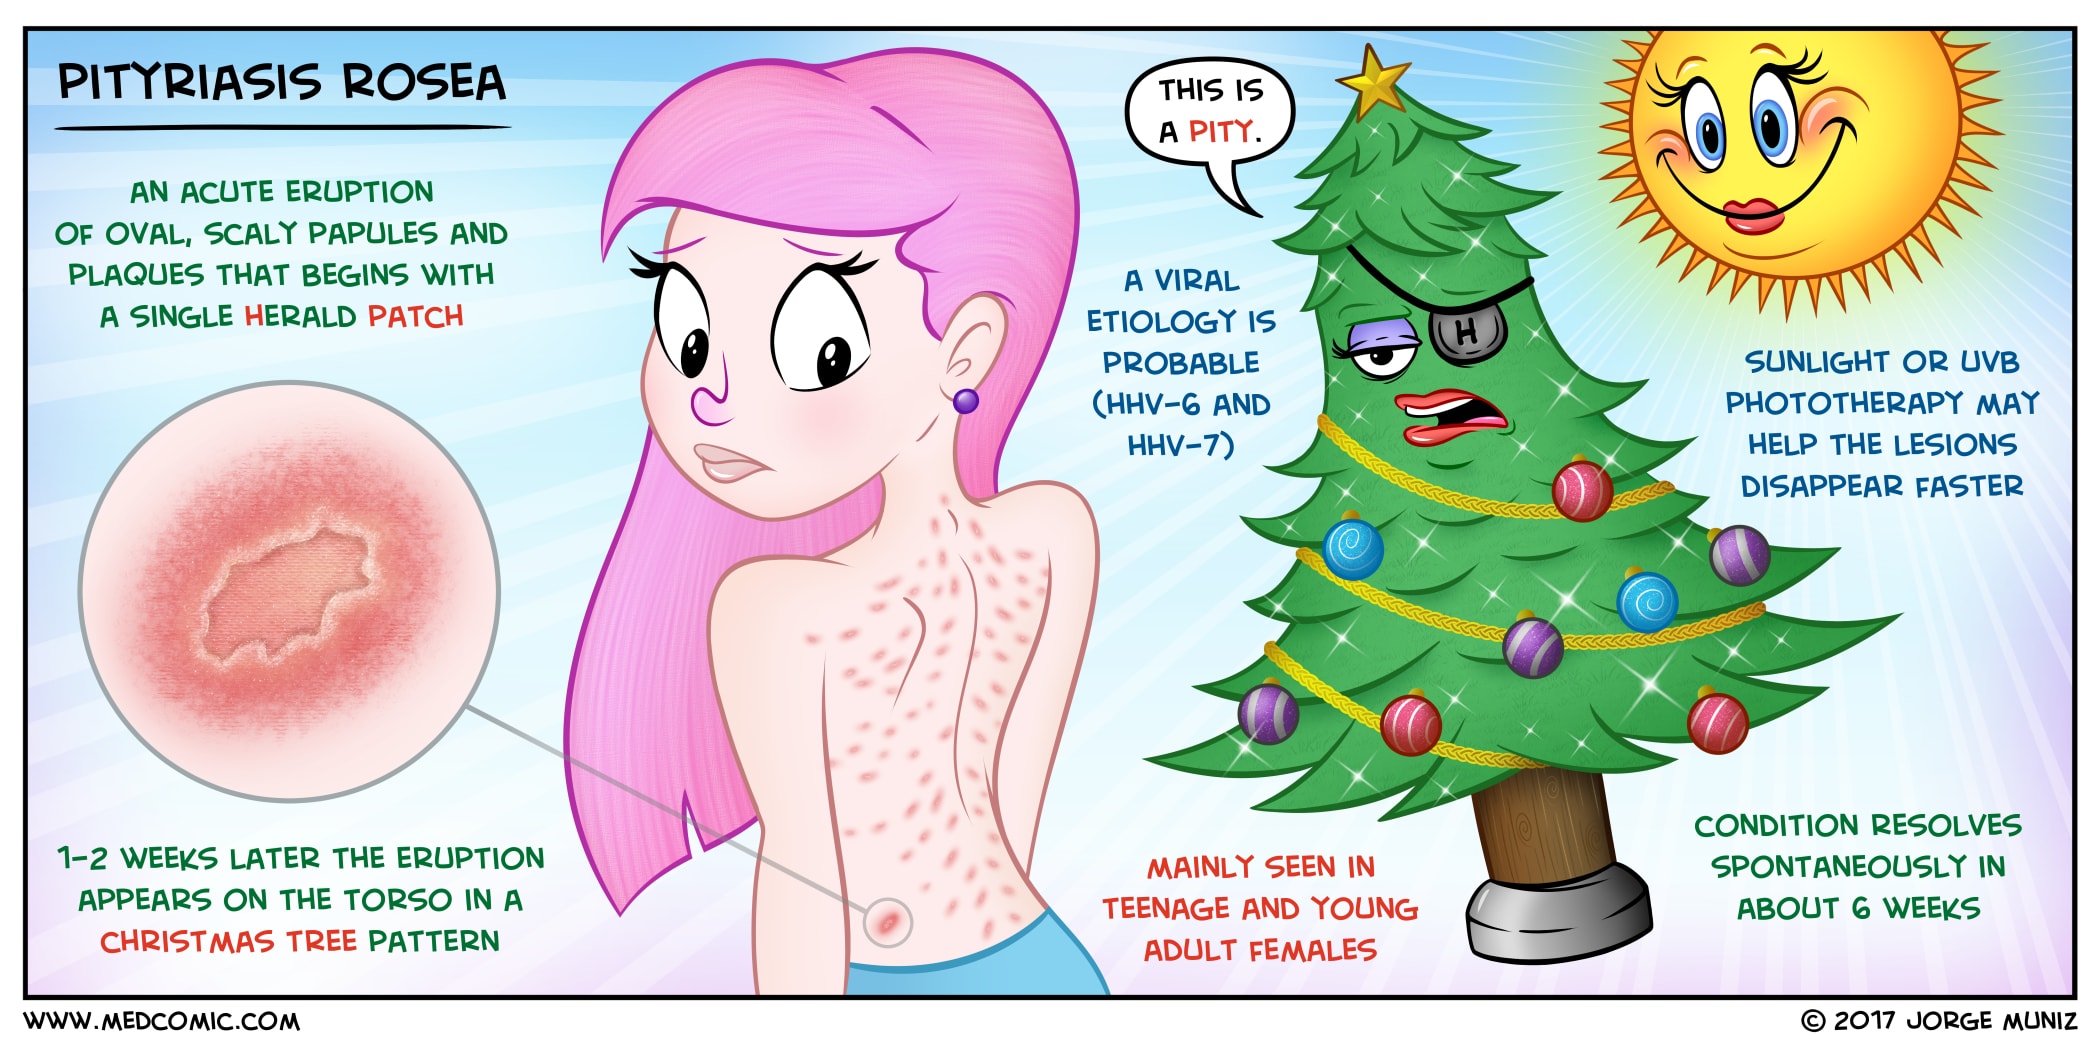 PITYRIASIS ROSEA
AN ACUTE ERUPTION
OF OVAL, SCALY PAPULES AND
PLAQUES THAT BEGINS WITH
A SINGLE HERALD PATCH
1-2 WEEKS LATER THE ERUPTION
APPEARS ON THE TORSO IN A
CHRISTMAS TREE PATTERN
THIS IS
A PITY.
A VIRAL
ETIOLOGY IS
PROBABLE
(HHV-6 AND
HHV-7)
H
MAINLY SEEN IN
TEENAGE AND YOUNG
ADULT FEMALES
SUNLIGHT OR UVB
PHOTOTHERAPY MAY
HELP THE LESIONS
DISAPPEAR FASTER
CONDITION RESOLVES
SPONTANEOUSLY IN
ABOUT 6 WEEKS
WWW.MEDCOMIC.COM
© 2017 JORGE MUNIZ